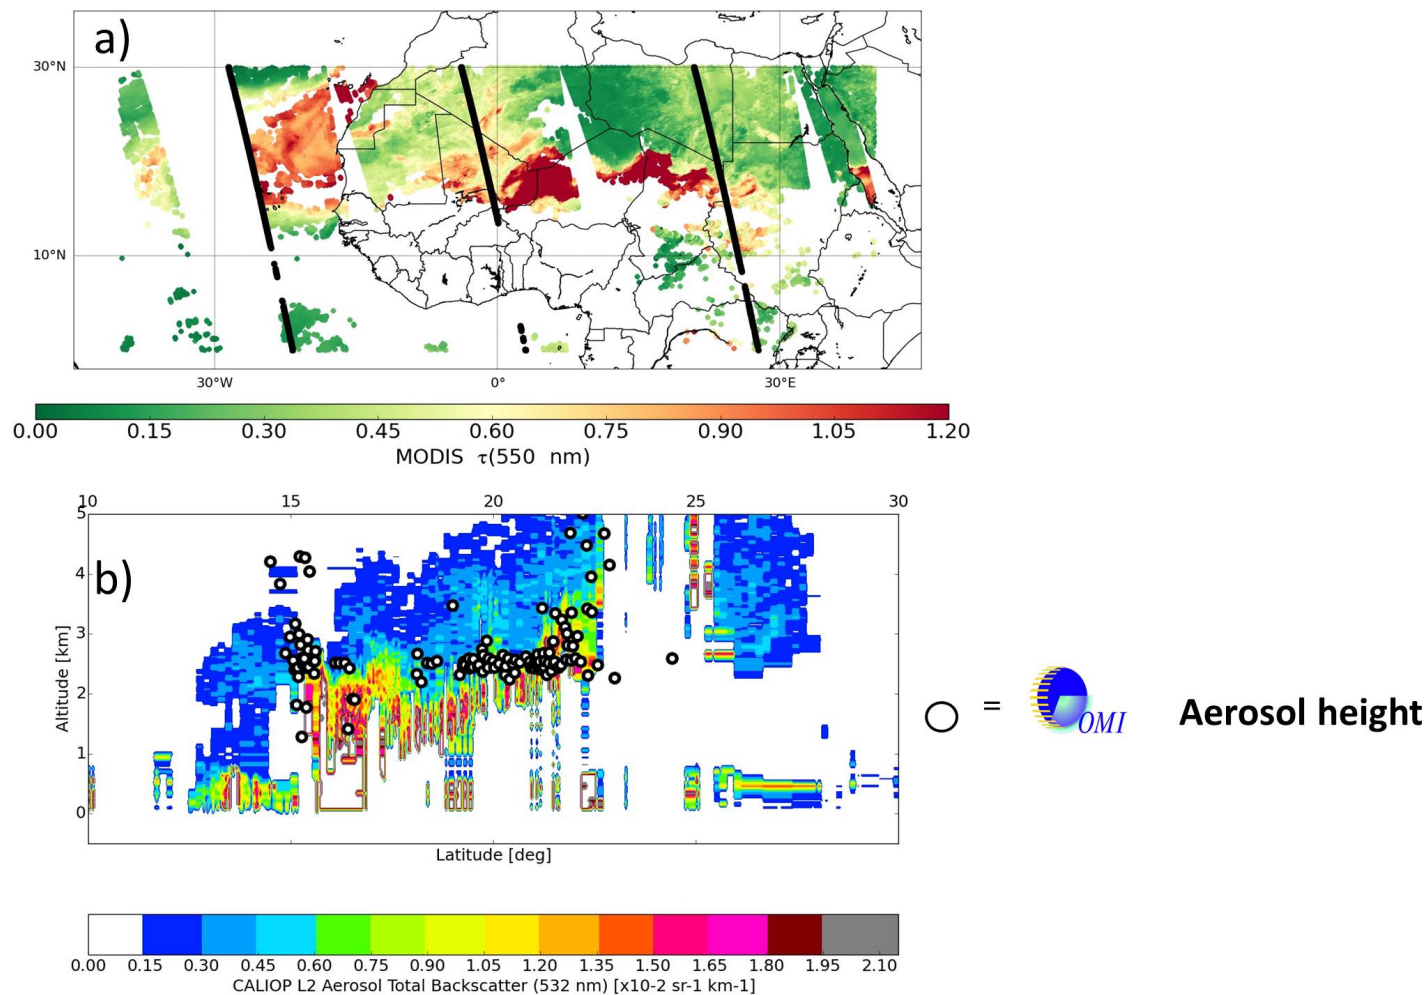 a)
30°N
10°N
30°W 0° 30°E
0.00 0.15 0.30 0.45 0.60 0.75 0.90 1.05 1.20
MODIS τ(550 nm)
10 15 20 25 30
5
b)
4
3
2
1
0
Altitude [km]
Latitude [deg]
= OMI Aerosol height
0.00 0.15 0.30 0.45 0.60 0.75 0.90 1.05 1.20 1.35 1.50 1.65 1.80 1.95 2.10
CALIOP L2 Aerosol Total Backscatter (532 nm) [x10-2 sr-1 km-1]